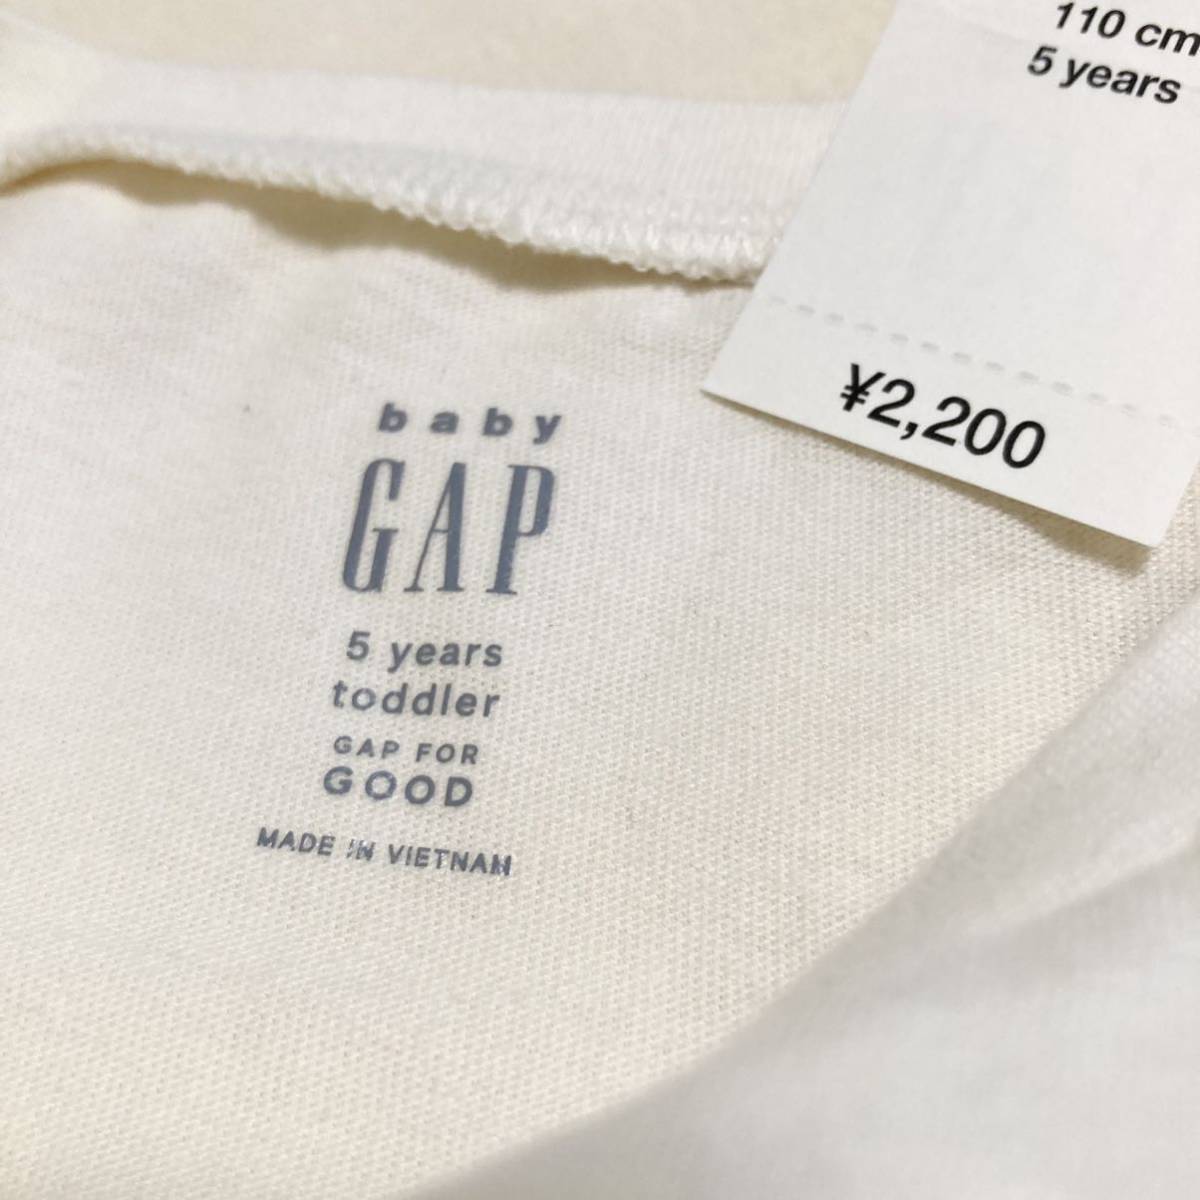 110 cm
5 years
¥2,200
baby
GAP
5 years
toddler
GAP FOR
GOOD
MADE IN VIETNAM